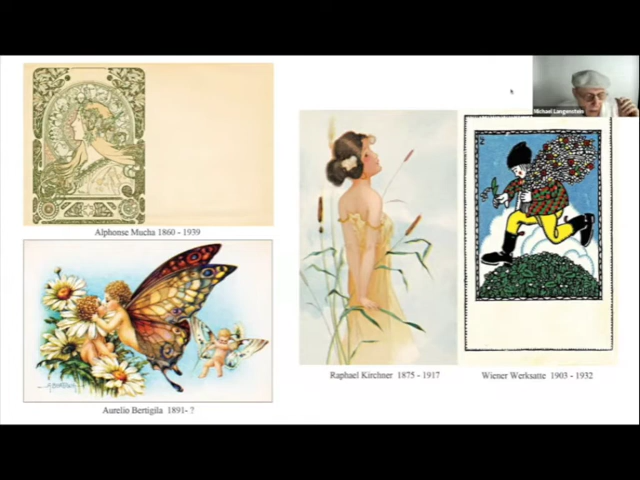 Michael Langenstein
Alphonse Mucha 1860 - 1939
Raphael Kirchner 1875 - 1917
Wiener Werksatte 1903 - 1932
Aurelio Bertigila 1891- ?